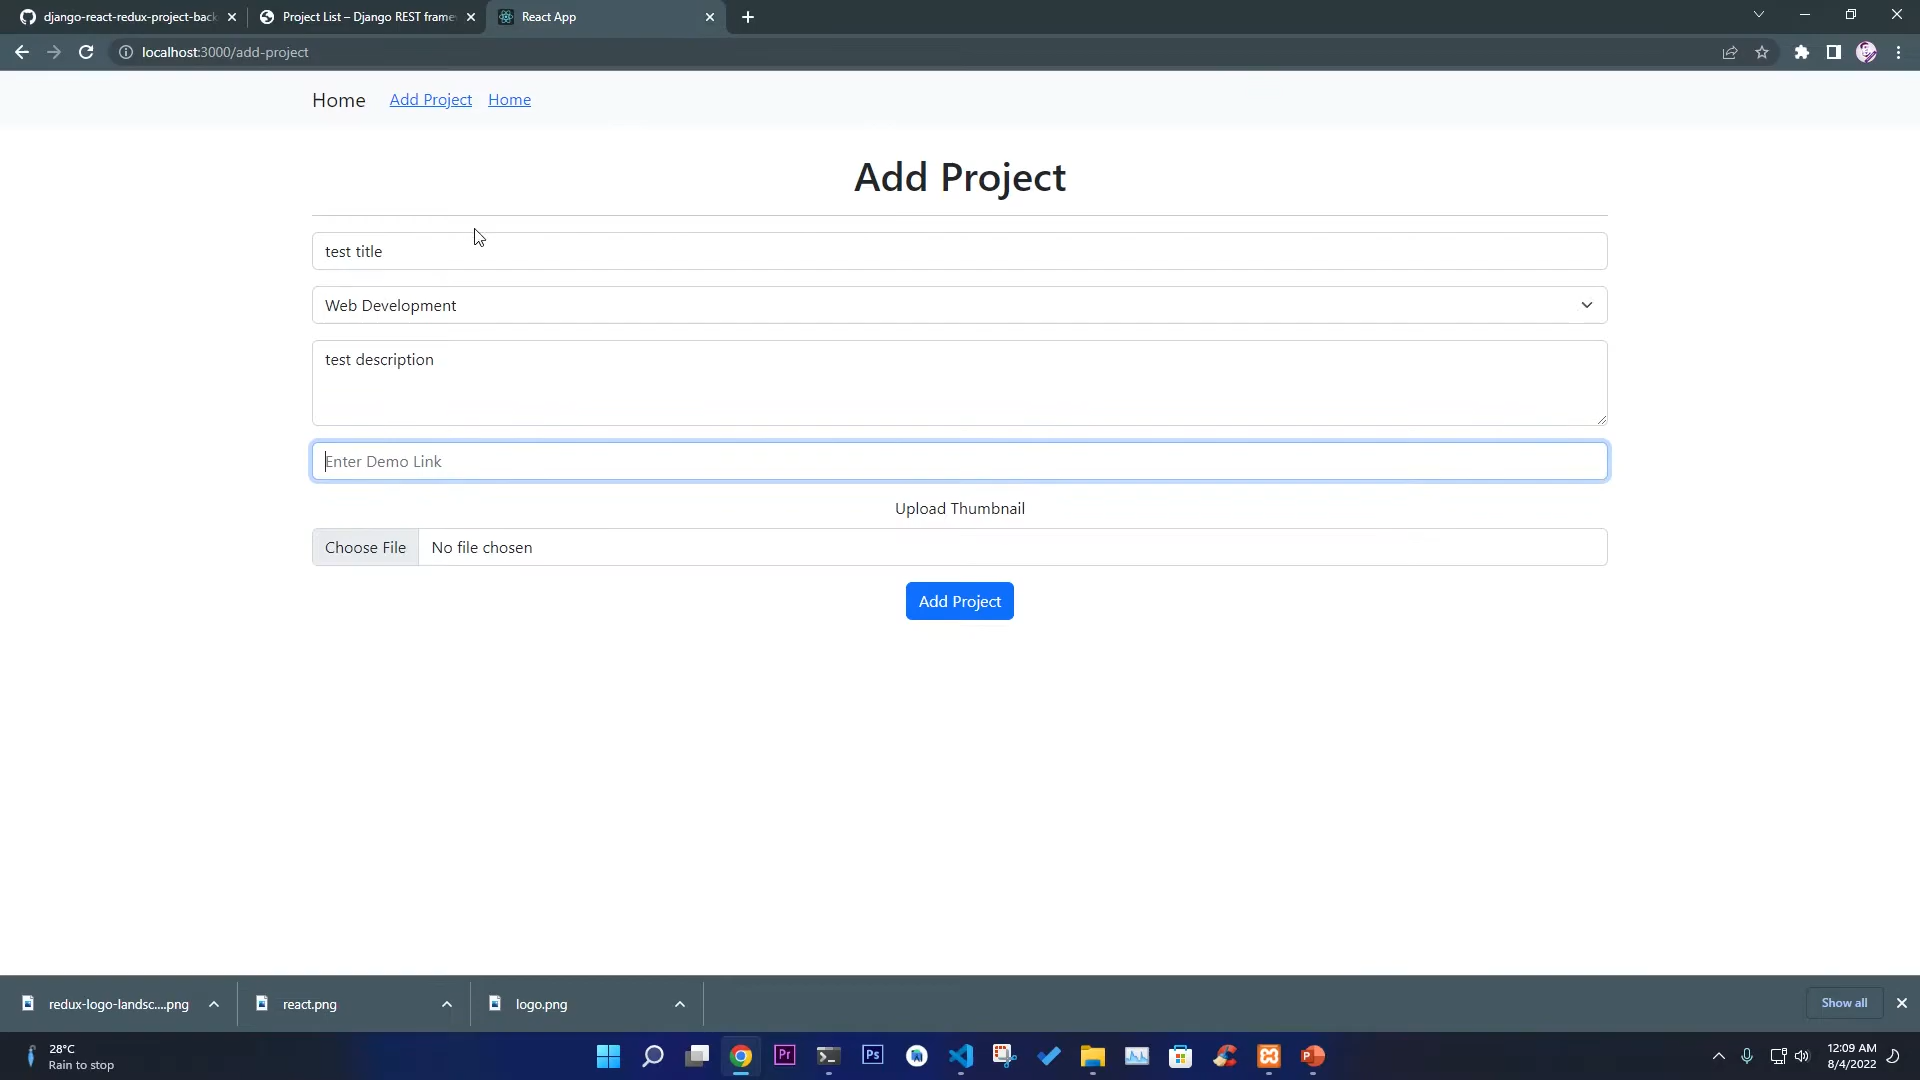 django-react-redux-project-back
Project List – Django REST frame
React App
localhost:3000/add-project
Home
Add Project
Home
Add Project
test title
Web Development
test description
Enter Demo Link
Upload Thumbnail
Choose File
No file chosen
Add Project
redux-logo-landsc....png
react.png
logo.png
Show all
28°C
Rain to stop
Pr
Ps
P
12:09 AM
8/4/2022